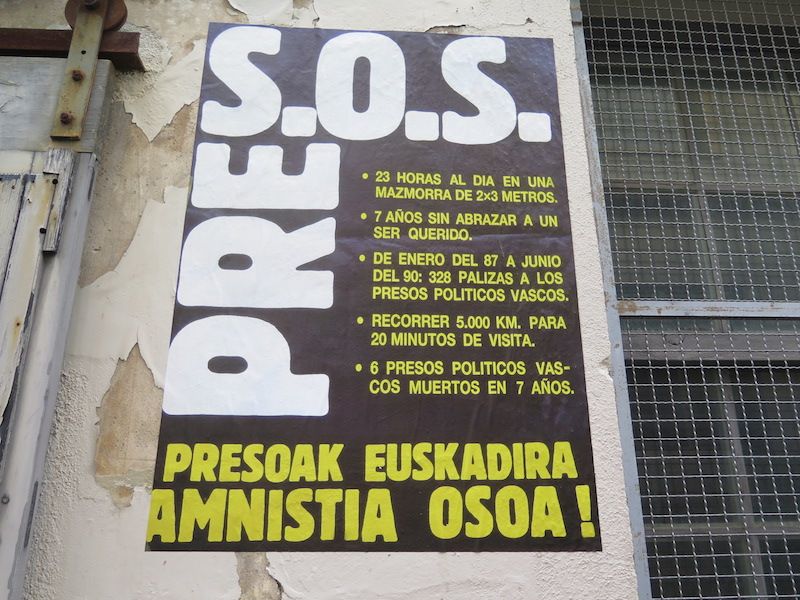 PRE
S.O.S.
• 23 HORAS AL DIA EN UNA
MAZMORRA DE 2×3 METROS.
• 7 AÑOS SIN ABRAZAR A UN
SER QUERIDO.
• DE ENERO DEL 87 A JUNIO
DEL 90: 328 PALIZAS A LOS
PRESOS POLITICOS VASCOS.
• RECORRER 5.000 KM. PARA
20 MINUTOS DE VISITA.
• 6 PRESOS POLITICOS VAS-
COS MUERTOS EN 7 AÑOS.
PRESOAK EUSKADIRA
AMNISTIA OSOA!